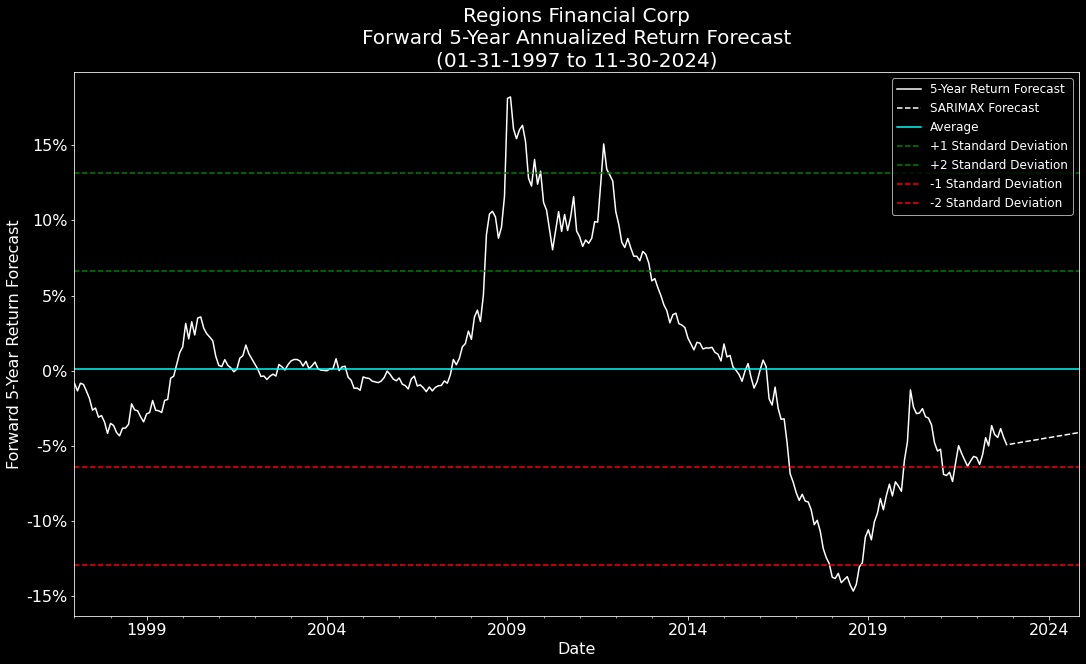 Regions Financial Corp
Forward 5-Year Annualized Return Forecast
(01-31-1997 to 11-30-2024)
5-Year Return Forecast
SARIMAX Forecast
Average
+1 Standard Deviation
+2 Standard Deviation
-1 Standard Deviation
-2 Standard Deviation
Forward 5-Year Return Forecast
15%
10%
5%
0%
-5%
-10%
-15%
1999
2004
2009
2014
2019
2024
Date